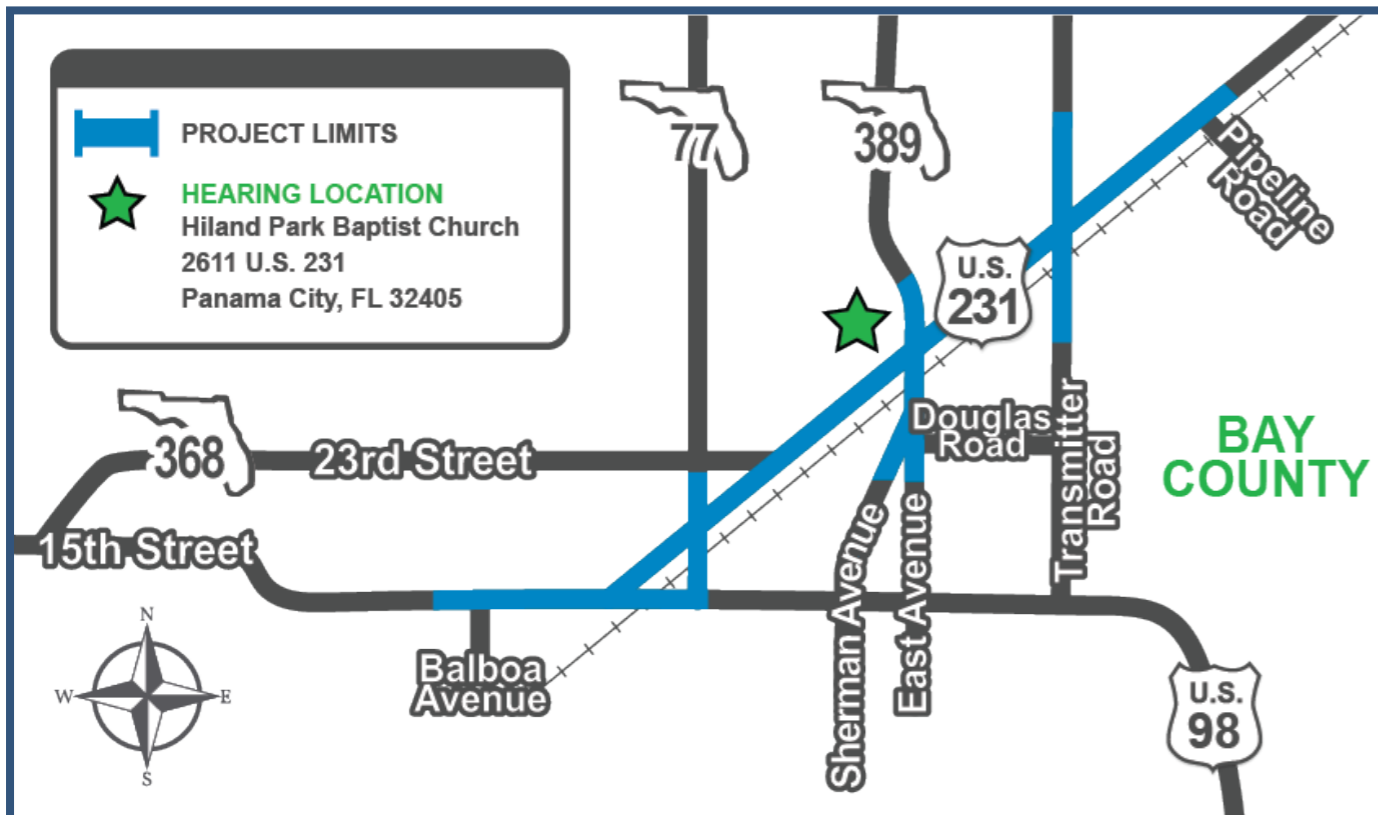 PROJECT LIMITS
HEARING LOCATION
Hiland Park Baptist Church
2611 U.S. 231
Panama City, FL 32405
77
389
U.S.
231
Pipeline
Road
368
23rd Street
15th Street
Douglas
Road
Transmitter
Road
BAY
COUNTY
Balboa
Avenue
Sherman Avenue
East Avenue
U.S.
98
N
W
E
S